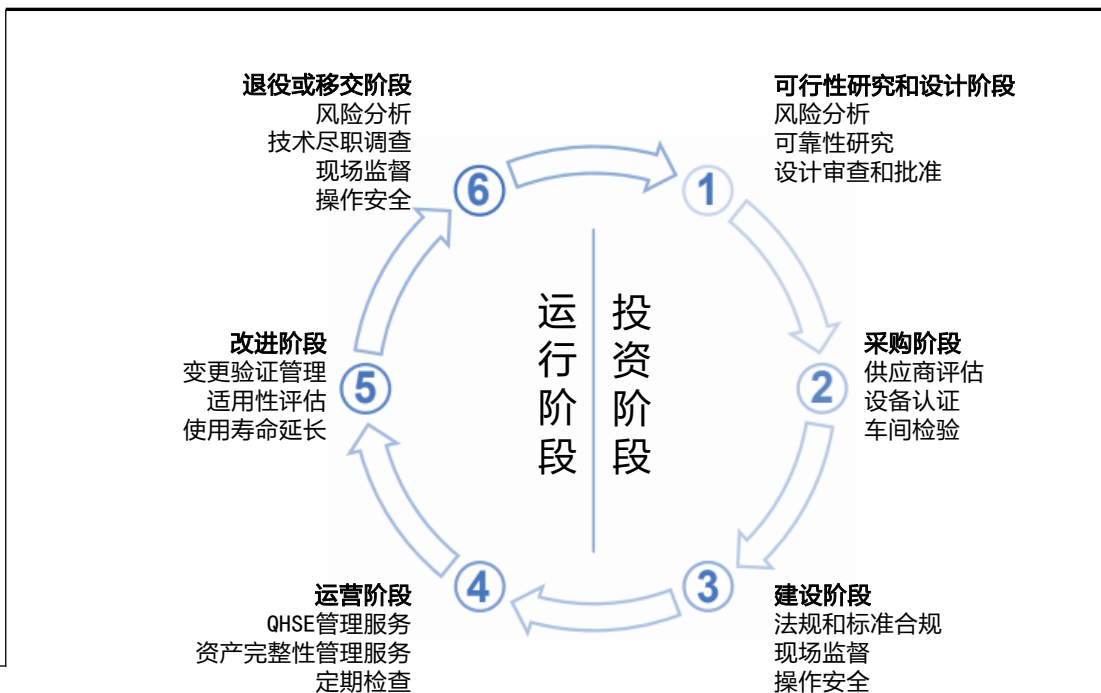 可行性研究和设计阶段
风险分析
可靠性研究
设计审查和批准
1
采购阶段
供应商评估
设备认证
车间检验
2
建设阶段
法规和标准合规
现场监督
操作安全
3
运营阶段
QHSE管理服务
资产完整性管理服务
定期检查
4
改进阶段
变更验证管理
适用性评估
使用寿命延长
5
退役或移交阶段
风险分析
技术尽职调查
现场监督
操作安全
6
运行阶段
投资阶段